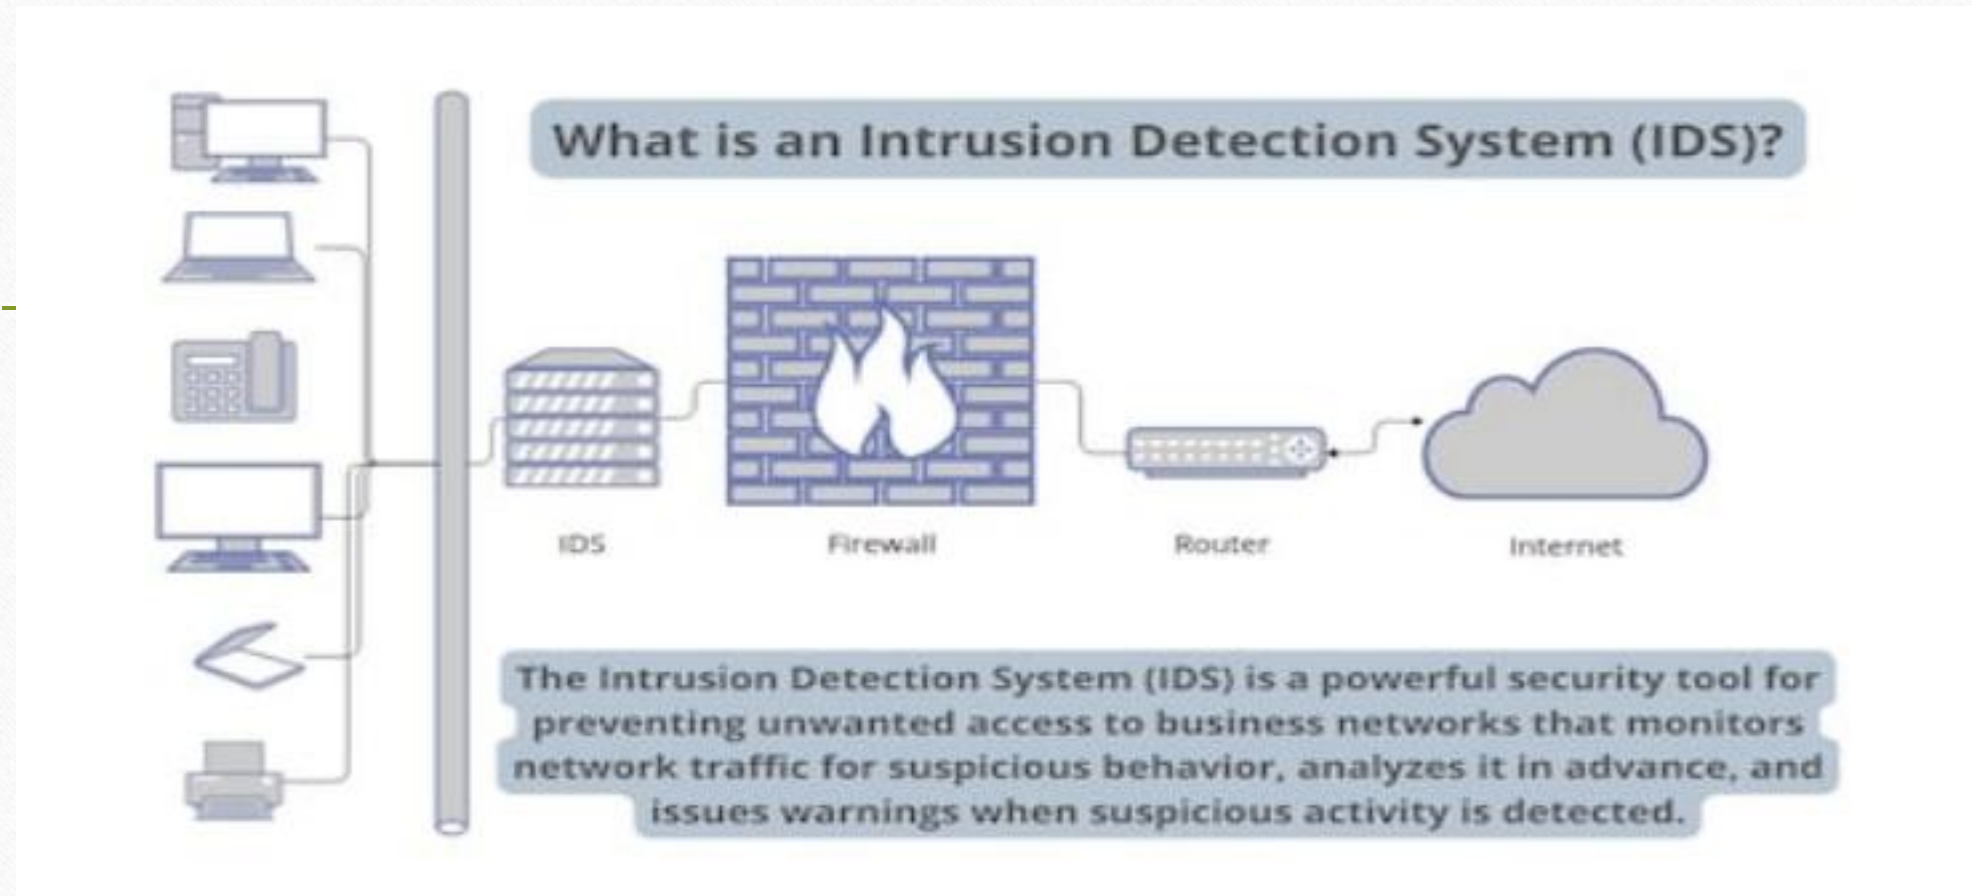 What is an Intrusion Detection System (IDS)?
IDS
Firewall
Router
Internet
The Intrusion Detection System (IDS) is a powerful security tool for
preventing unwanted access to business networks that monitors
network traffic for suspicious behavior, analyzes it in advance, and
issues warnings when suspicious activity is detected.